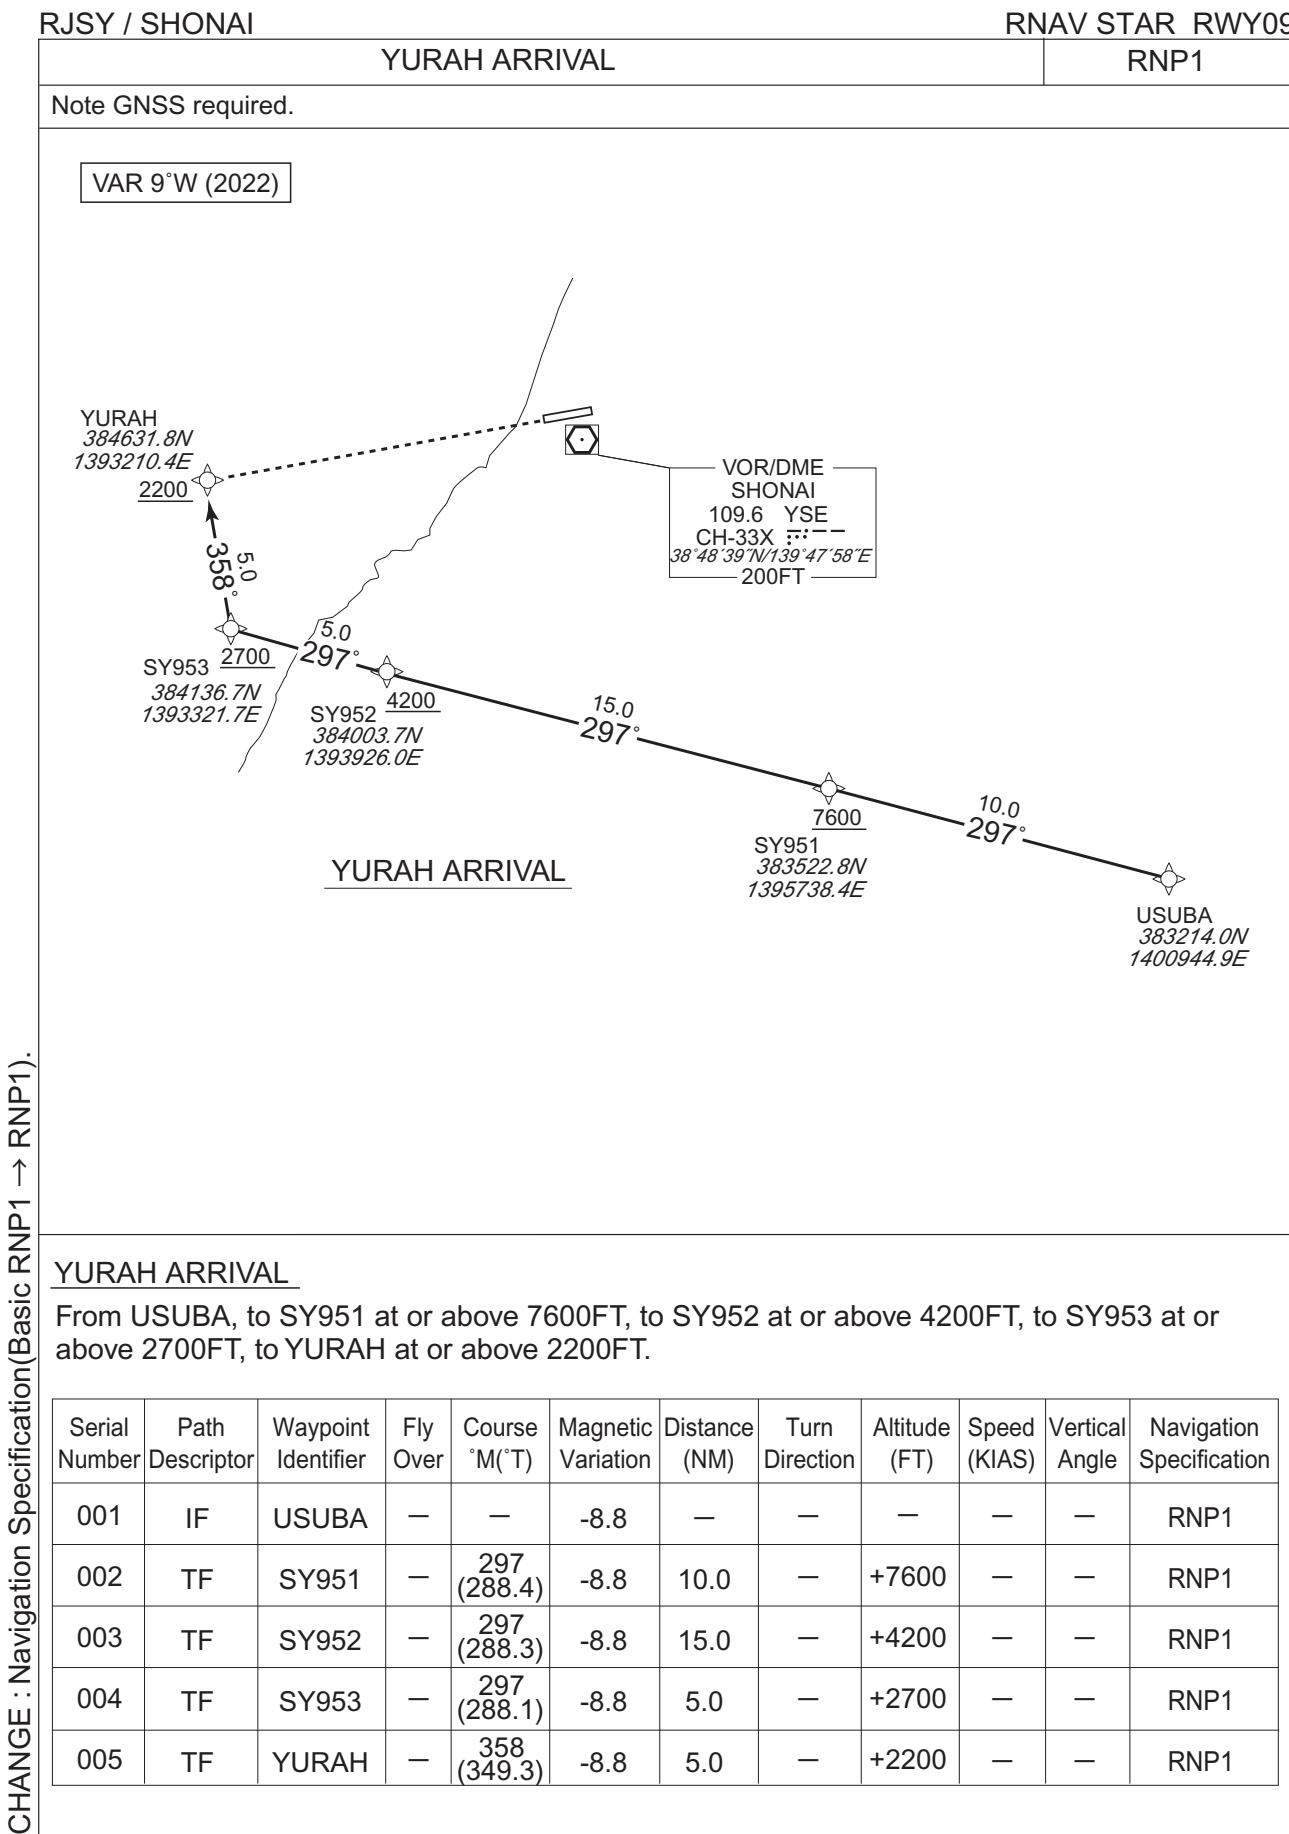 RJSY / SHONAI
RNAV STAR RWY09
YURAH ARRIVAL
RNP1
Note GNSS required.
VAR 9˚W (2022)
YURAH
384631.8N
1393210.4E
2200
VOR/DME
SHONAI
109.6 YSE
CH-33X
38˚48´39˝N/139˚47´58˝E
200FT
5.0
358˚
5.0
297˚
2700
SY953
384136.7N
1393321.7E
4200
SY952
384003.7N
1393926.0E
15.0
297˚
7600
SY951
383522.8N
1395738.4E
10.0
297˚
USUBA
383214.0N
1400944.9E
YURAH ARRIVAL
CHANGE : Navigation Specification(Basic RNP1 → RNP1).
YURAH ARRIVAL
From USUBA, to SY951 at or above 7600FT, to SY952 at or above 4200FT, to SY953 at or
above 2700FT, to YURAH at or above 2200FT.
Serial Number Path Descriptor Waypoint Identifier Fly Over Course ˚M(˚T) Magnetic Variation Distance (NM) Turn Direction Altitude (FT) Speed (KIAS) Vertical Angle Navigation Specification
001 IF USUBA － － -8.8 － － － － － RNP1
002 TF SY951 － 297 (288.4) -8.8 10.0 － +7600 － － RNP1
003 TF SY952 － 297 (288.3) -8.8 15.0 － +4200 － － RNP1
004 TF SY953 － 297 (288.1) -8.8 5.0 － +2700 － － RNP1
005 TF YURAH － 358 (349.3) -8.8 5.0 － +2200 － － RNP1